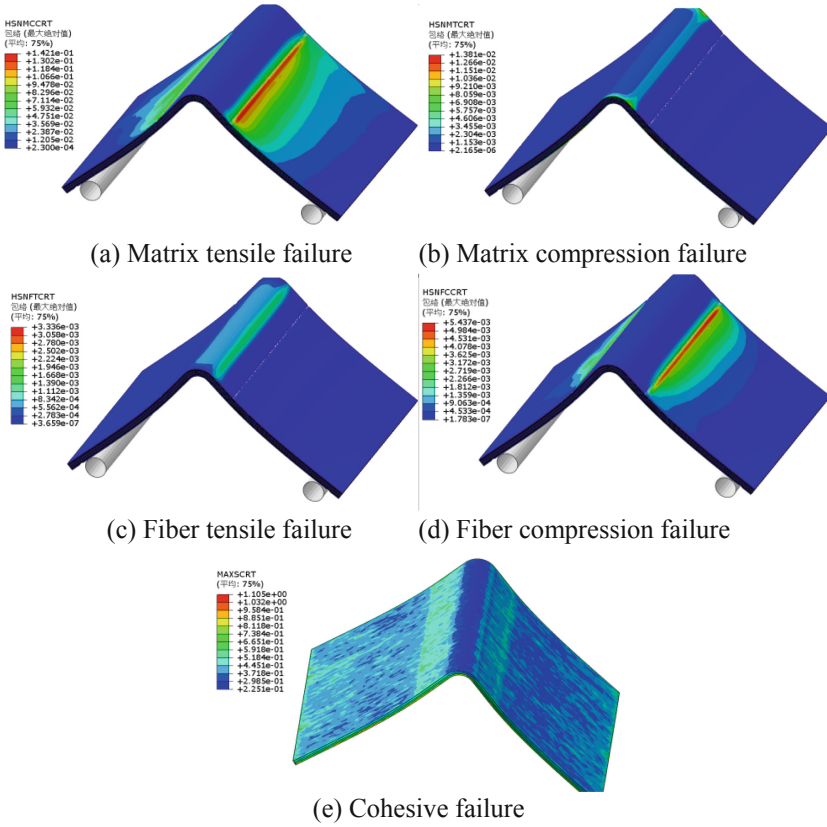 HSNMCCRT
包络 (最大绝对值)
(平均: 75%)
+1.421e-01
+1.302e-01
+1.184e-01
+1.066e-01
+9.478e-02
+8.296e-02
+7.114e-02
+5.932e-02
+4.751e-02
+3.569e-02
+2.387e-02
+1.205e-02
+2.300e-04
HSNMTCRT
包络 (最大绝对值)
(平均: 75%)
+1.381e-02
+1.266e-02
+1.151e-02
+1.036e-02
+9.210e-03
+8.059e-03
+6.908e-03
+5.757e-03
+4.606e-03
+3.455e-03
+2.304e-03
+1.153e-03
+2.165e-06
(a) Matrix tensile failure
(b) Matrix compression failure
HSNFTCRT
包络 (最大绝对值)
(平均: 75%)
+3.336e-03
+3.058e-03
+2.780e-03
+2.502e-03
+2.224e-03
+1.946e-03
+1.668e-03
+1.390e-03
+1.112e-03
+8.342e-04
+5.562e-04
+2.783e-04
+3.659e-07
HSNFCCRT
包络 (最大绝对值)
(平均: 75%)
+5.437e-03
+4.984e-03
+4.531e-03
+4.078e-03
+3.625e-03
+3.172e-03
+2.719e-03
+2.266e-03
+1.812e-03
+1.359e-03
+9.063e-04
+4.533e-04
+1.783e-07
(c) Fiber tensile failure
(d) Fiber compression failure
MAXSCRT
(平均: 75%)
+1.105e+00
+1.032e+00
+9.584e-01
+8.851e-01
+8.118e-01
+7.384e-01
+6.651e-01
+5.918e-01
+5.184e-01
+4.451e-01
+3.718e-01
+2.985e-01
+2.251e-01
(e) Cohesive failure